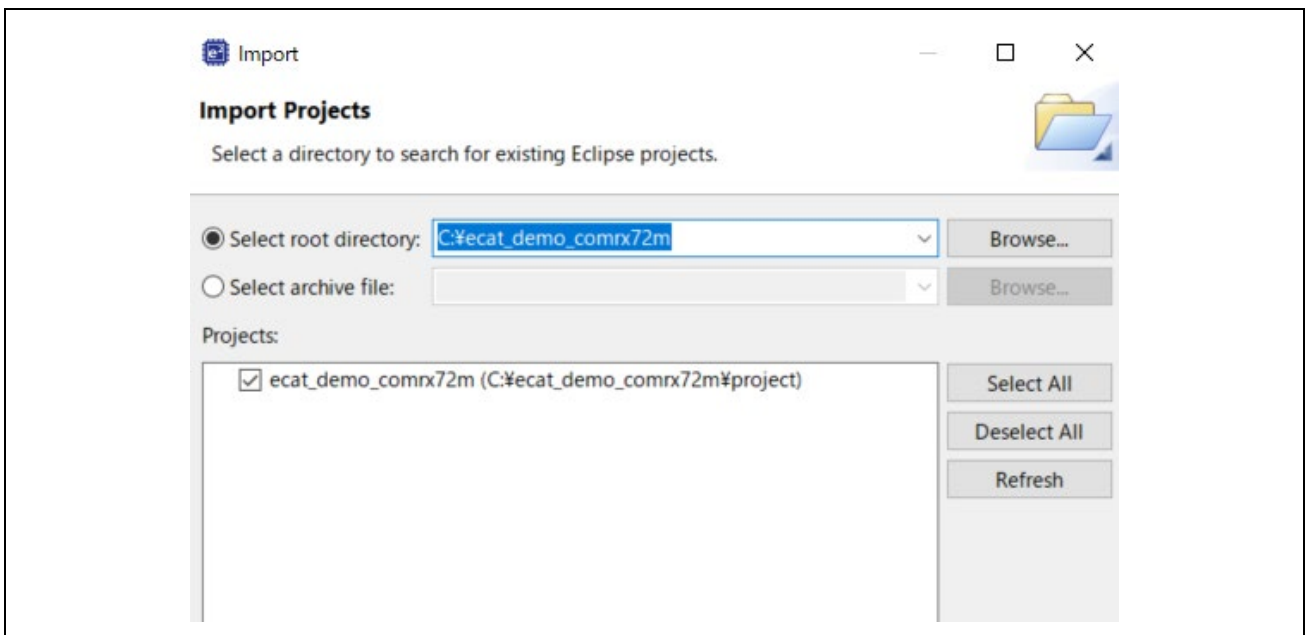 Import
Import Projects
Select a directory to search for existing Eclipse projects.
Select root directory: C:¥ecat_demo_comrx72m Browse...
Select archive file: Browse...
Projects:
ecat_demo_comrx72m (C:¥ecat_demo_comrx72m¥project)
Select All
Deselect All
Refresh